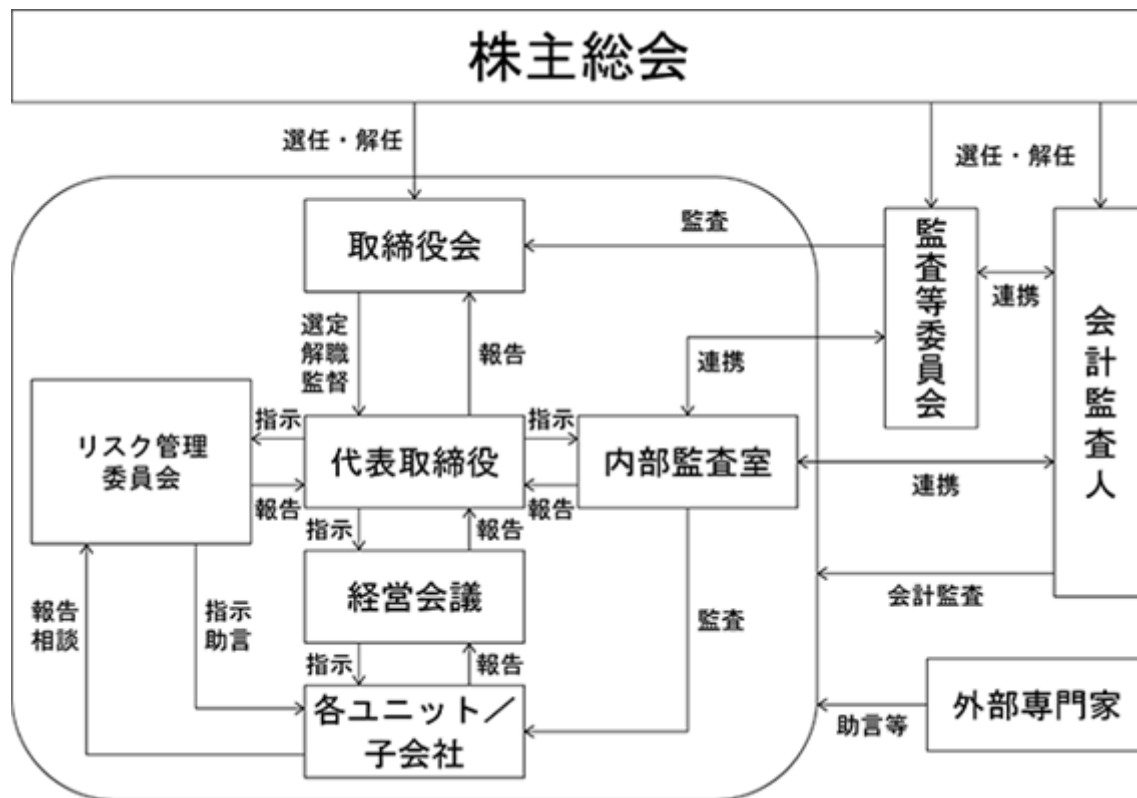 株主総会
選任・解任
選任・解任
取締役会
監査
監査等委員会
連携
会計監査人
選定
解職
監督
報告
連携
リスク管理
委員会
指示
代表取締役
指示
内部監査室
報告
報告
連携
指示
報告
経営会議
会計監査
報告
相談
指示
助言
監査
指示
報告
各ユニット／
子会社
外部専門家
助言等